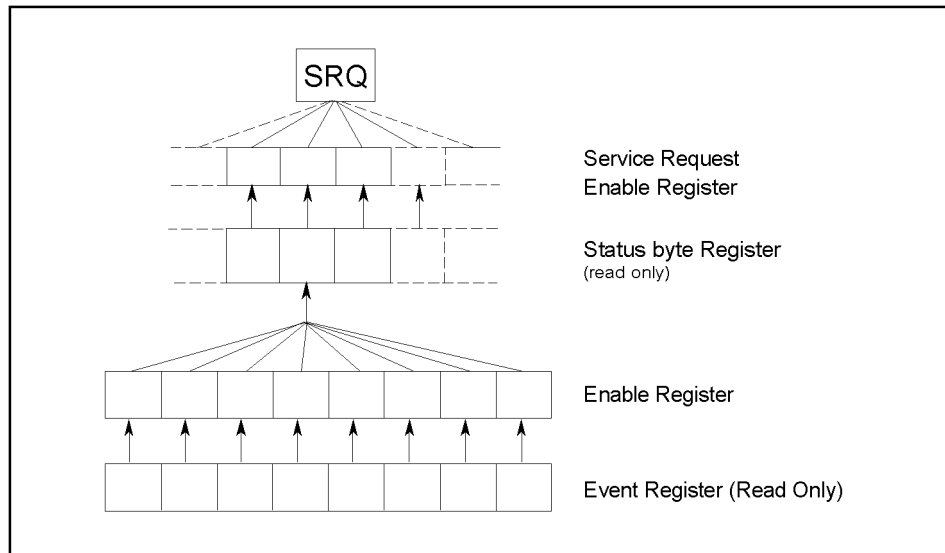 SRQ
Service Request
Enable Register
Status byte Register
(read only)
Enable Register
Event Register (Read Only)